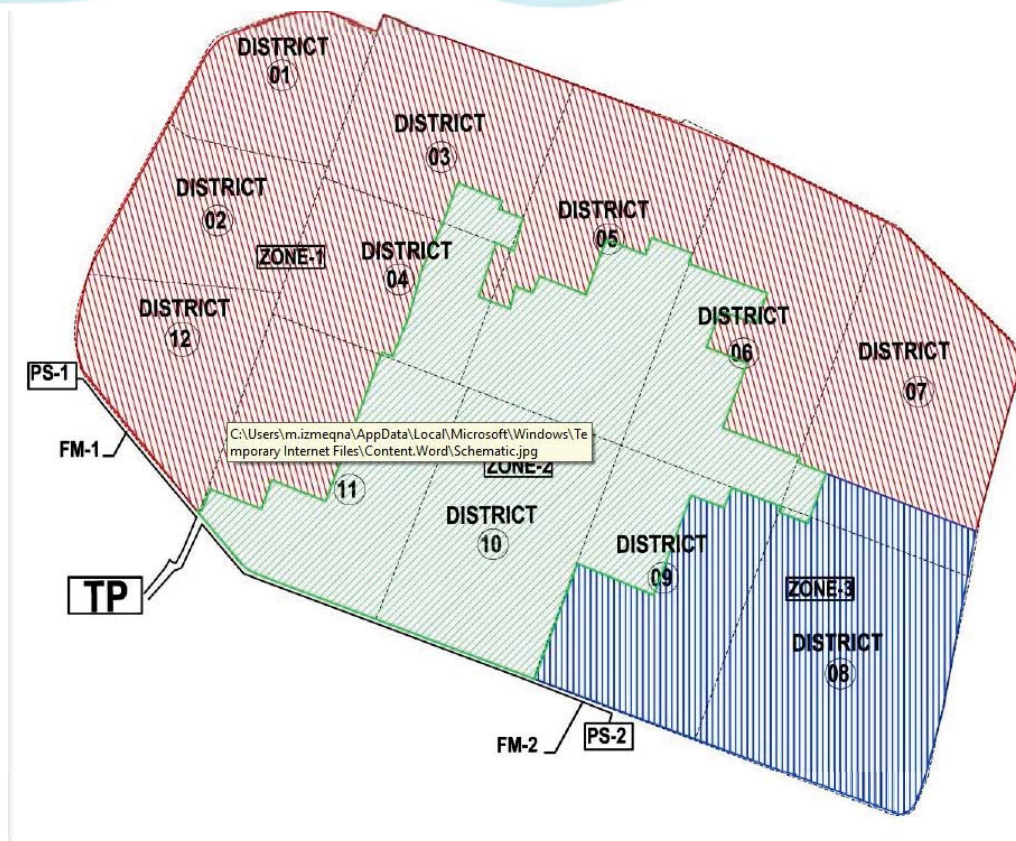 DISTRICT
01
DISTRICT
03
DISTRICT
02
DISTRICT
05
ZONE-1
DISTRICT
04
DISTRICT
12
DISTRICT
06
DISTRICT
07
PS-1
FM-1
C:\Users\m.izmeqna\AppData\Local\Microsoft\Windows\Te
mporary Internet Files\Content.Word\Schematic.jpg
ZONE-2
11
DISTRICT
10
DISTRICT
09
ZONE-3
DISTRICT
08
TP
FM-2
PS-2